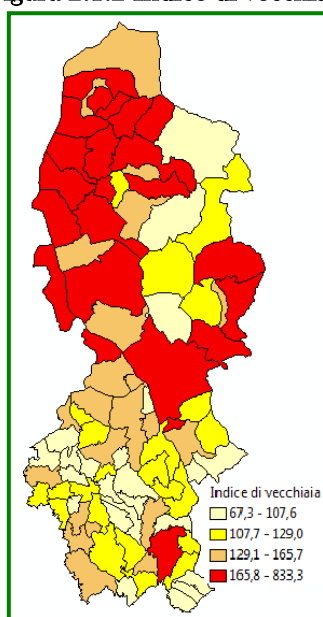 Indice di vecchiaia
67,3 - 107,6
107,7 - 129,0
129,1 - 165,7
165,8 - 833,3